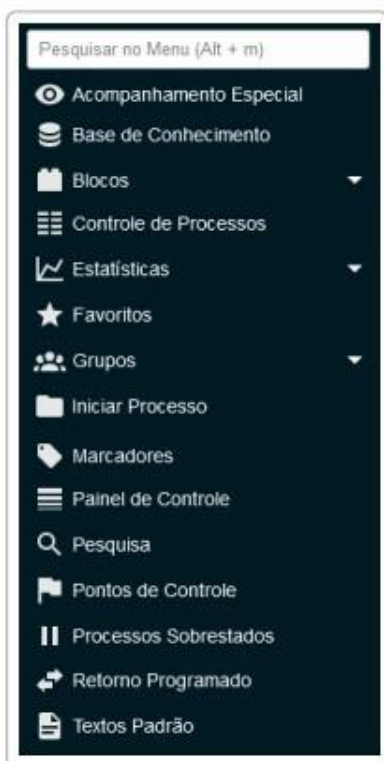 Pesquisar no Menu (Alt + m)
Acompanhamento Especial
Base de Conhecimento
Blocos
Controle de Processos
Estatísticas
Favoritos
Grupos
Iniciar Processo
Marcadores
Painel de Controle
Pesquisa
Pontos de Controle
Processos Sobrestados
Retorno Programado
Textos Padrão